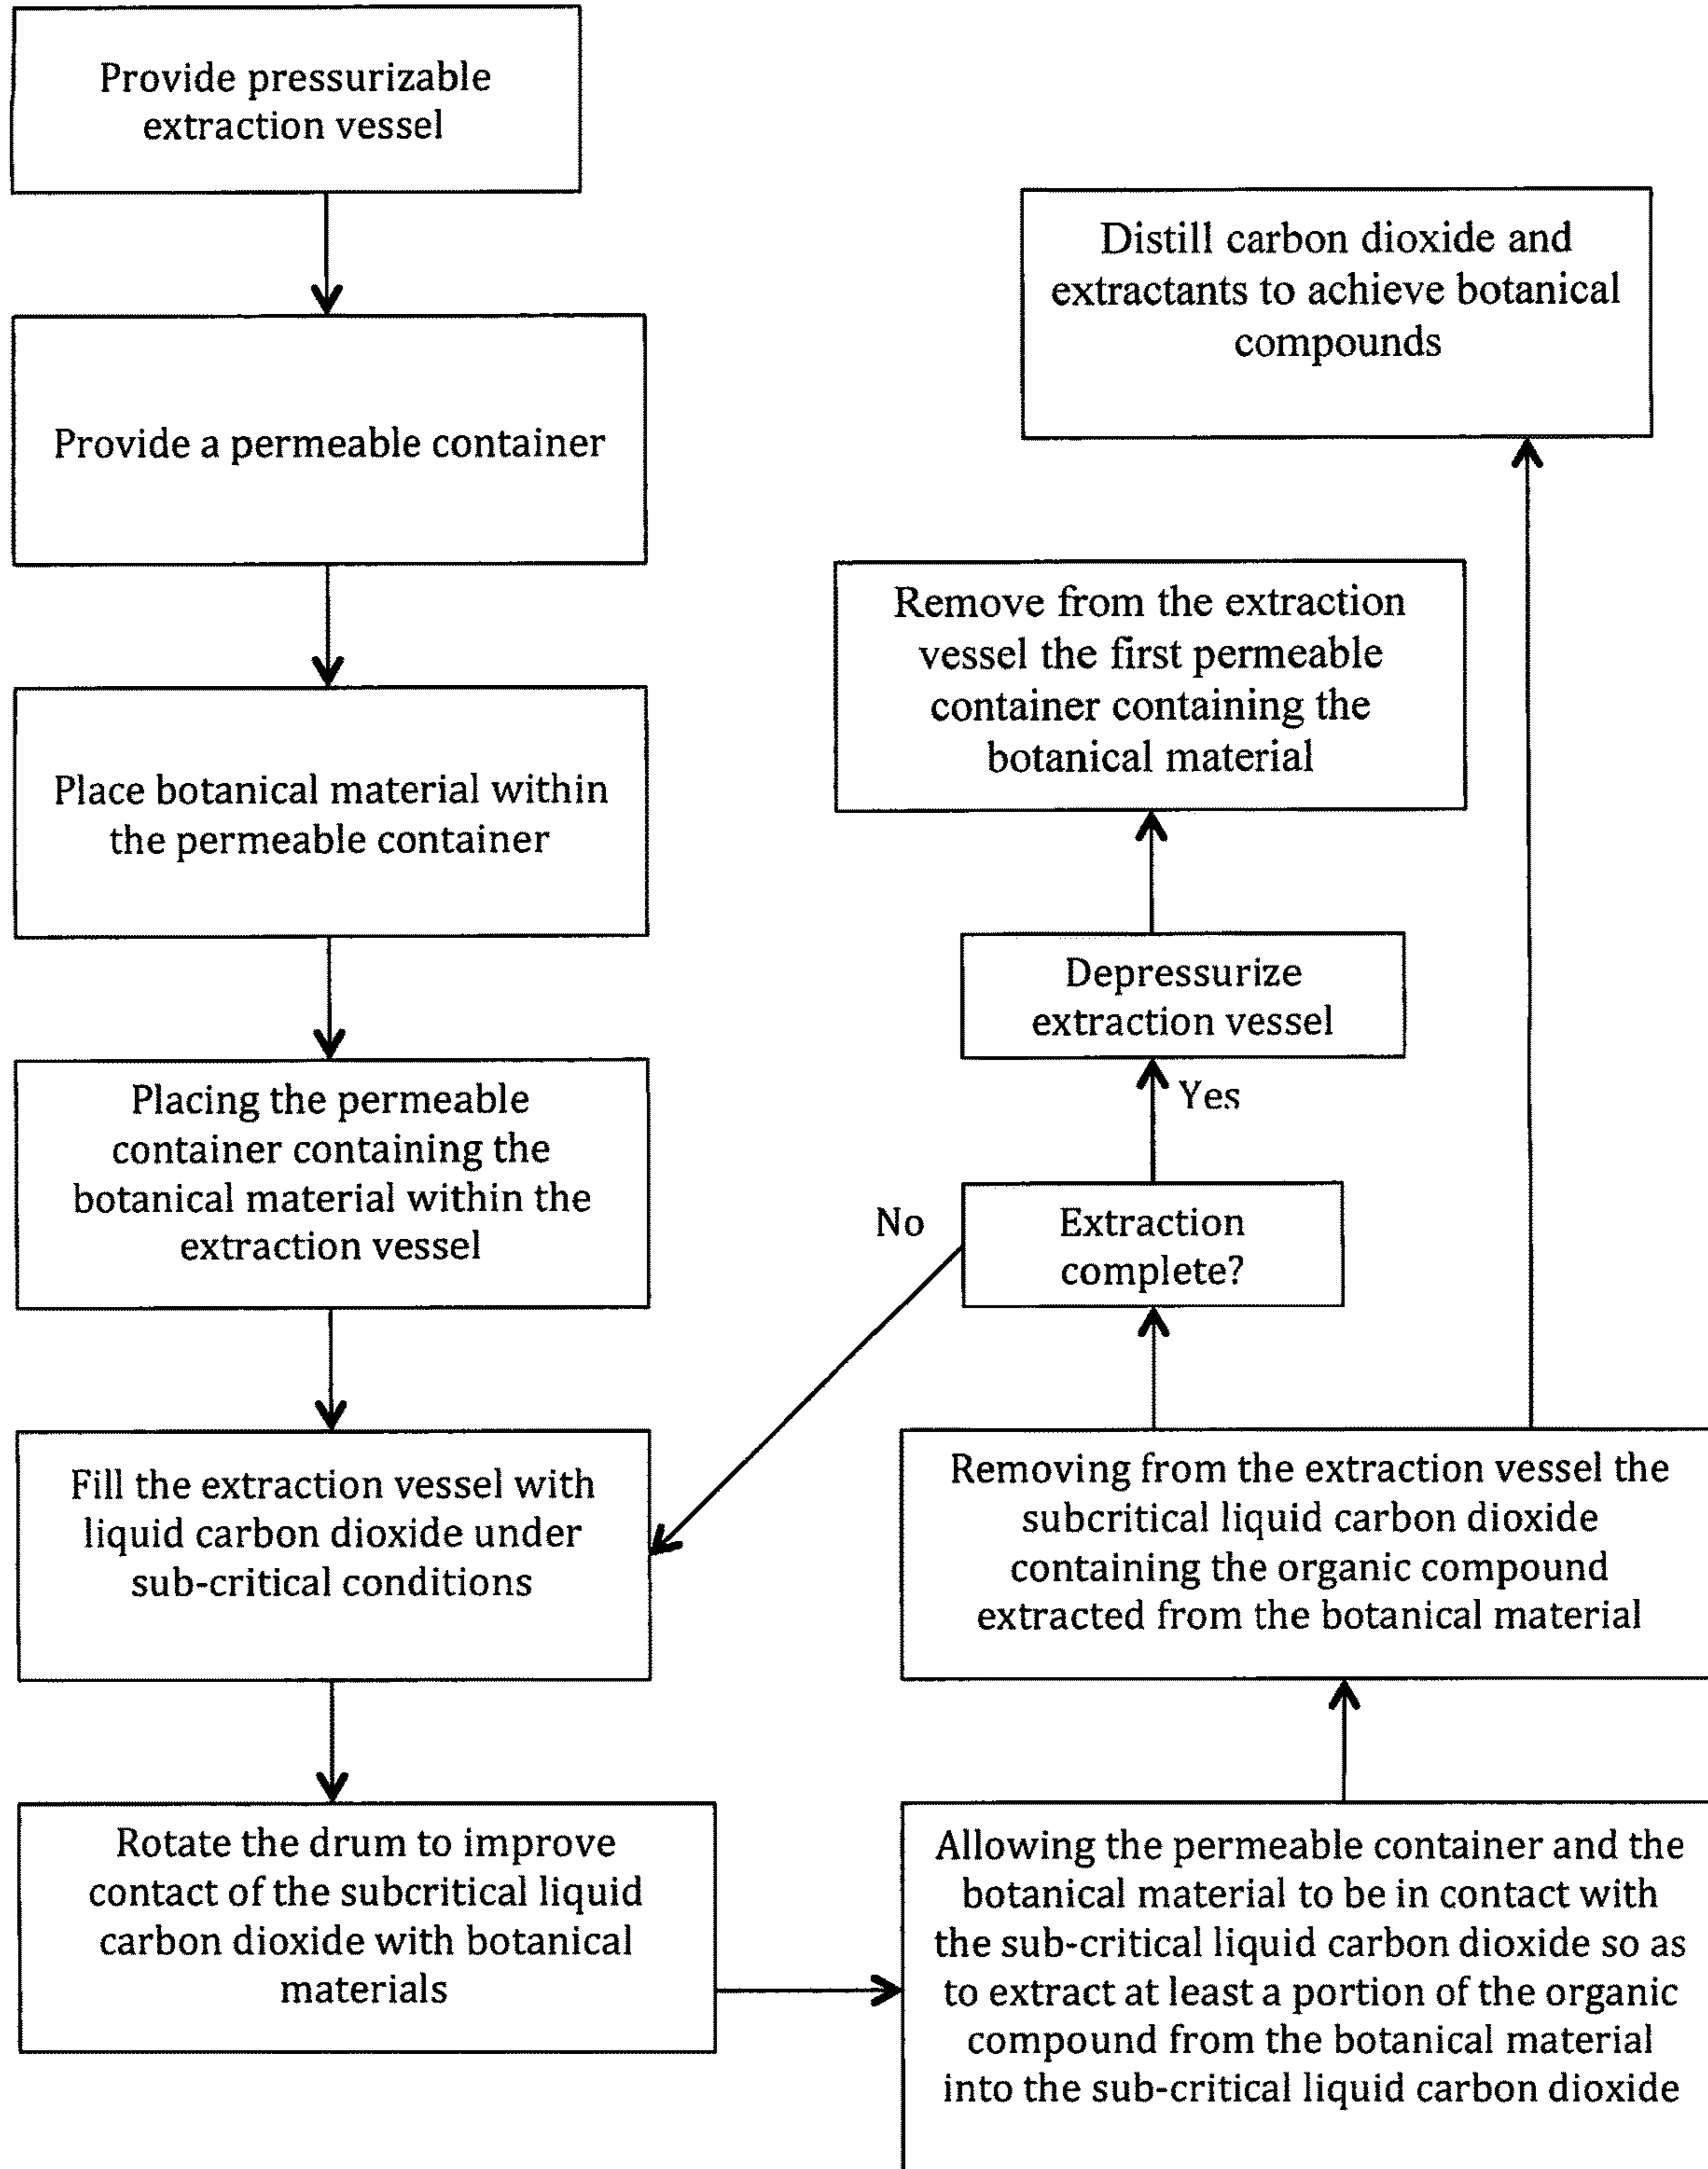 Provide pressurizable
extraction vessel
Provide a permeable container
Place botanical material within
the permeable container
Placing the permeable
container containing the
botanical material within the
extraction vessel
Fill the extraction vessel with
liquid carbon dioxide under
sub-critical conditions
Rotate the drum to improve
contact of the subcritical liquid
carbon dioxide with botanical
materials
Allowing the permeable container and the
botanical material to be in contact with
the sub-critical liquid carbon dioxide so as
to extract at least a portion of the organic
compound from the botanical material
into the sub-critical liquid carbon dioxide
Removing from the extraction vessel the
subcritical liquid carbon dioxide
containing the organic compound
extracted from the botanical material
Extraction
complete?
No
Yes
Depressurize
extraction vessel
Remove from the extraction
vessel the first permeable
container containing the
botanical material
Distill carbon dioxide and
extractants to achieve botanical
compounds